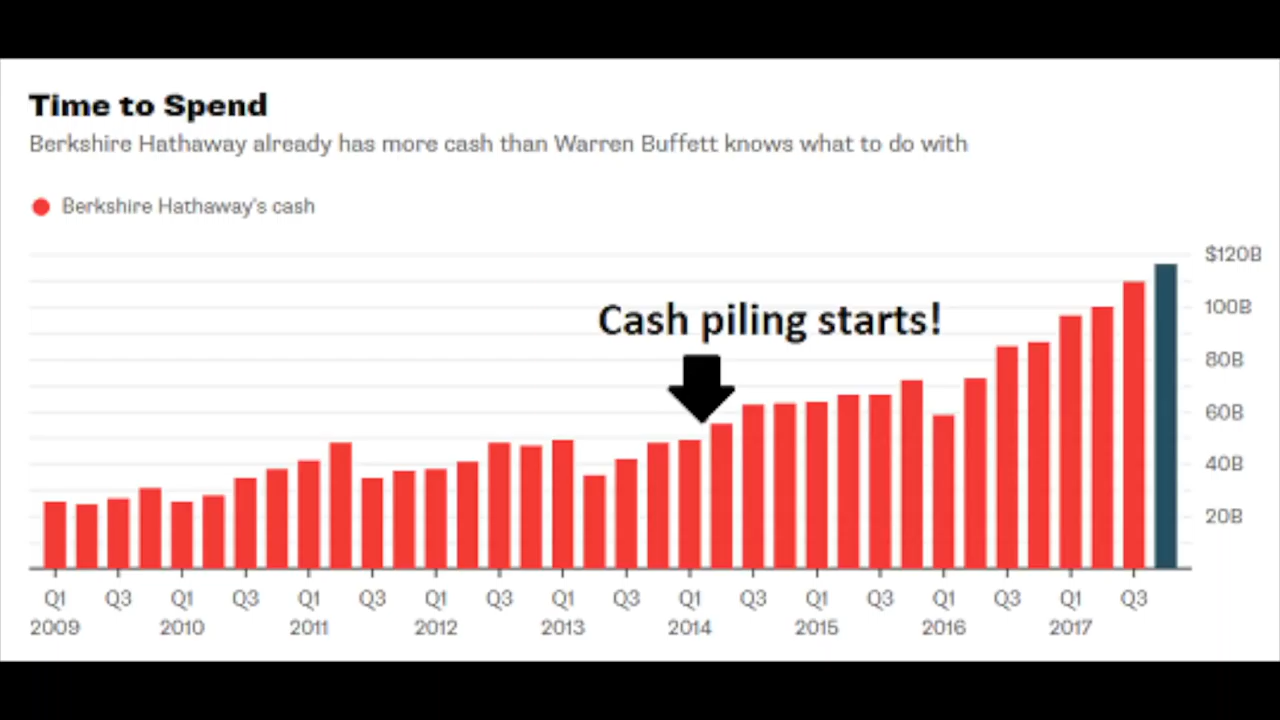 Time to Spend
Berkshire Hathaway already has more cash than Warren Buffett knows what to do with
Berkshire Hathaway's cash
$120B
Cash piling starts!
100B
80B
60B
40B
20B
Q1 Q3 Q1 Q3 Q1 Q3 Q1 Q3 Q1 Q3 Q1 Q3 Q1 Q3 Q1 Q3 Q1 Q3
2009 2010 2011 2012 2013 2014 2015 2016 2017